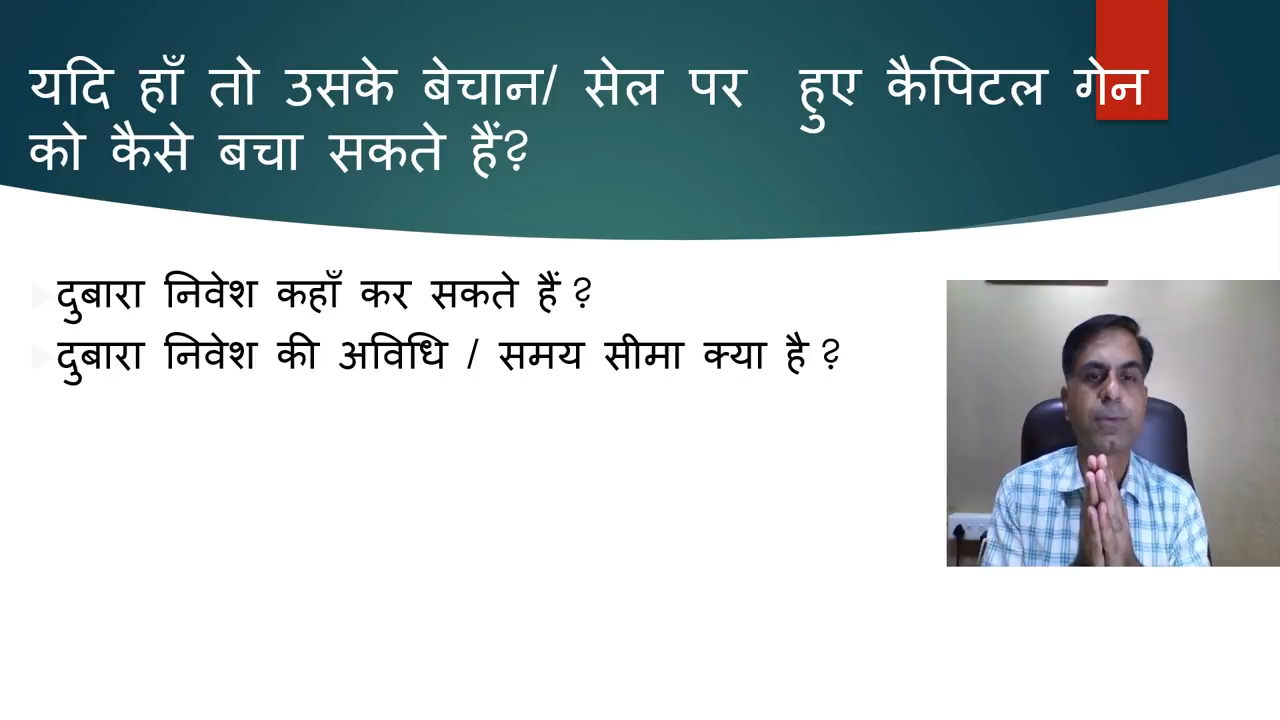 यदि हाँ तो उसके बेचान/ सेल पर हुए कैपिटल गेन
को कैसे बचा सकते हैं?
दुबारा निवेश कहाँ कर सकते हैं ?
दुबारा निवेश की अविधि / समय सीमा क्या है ?